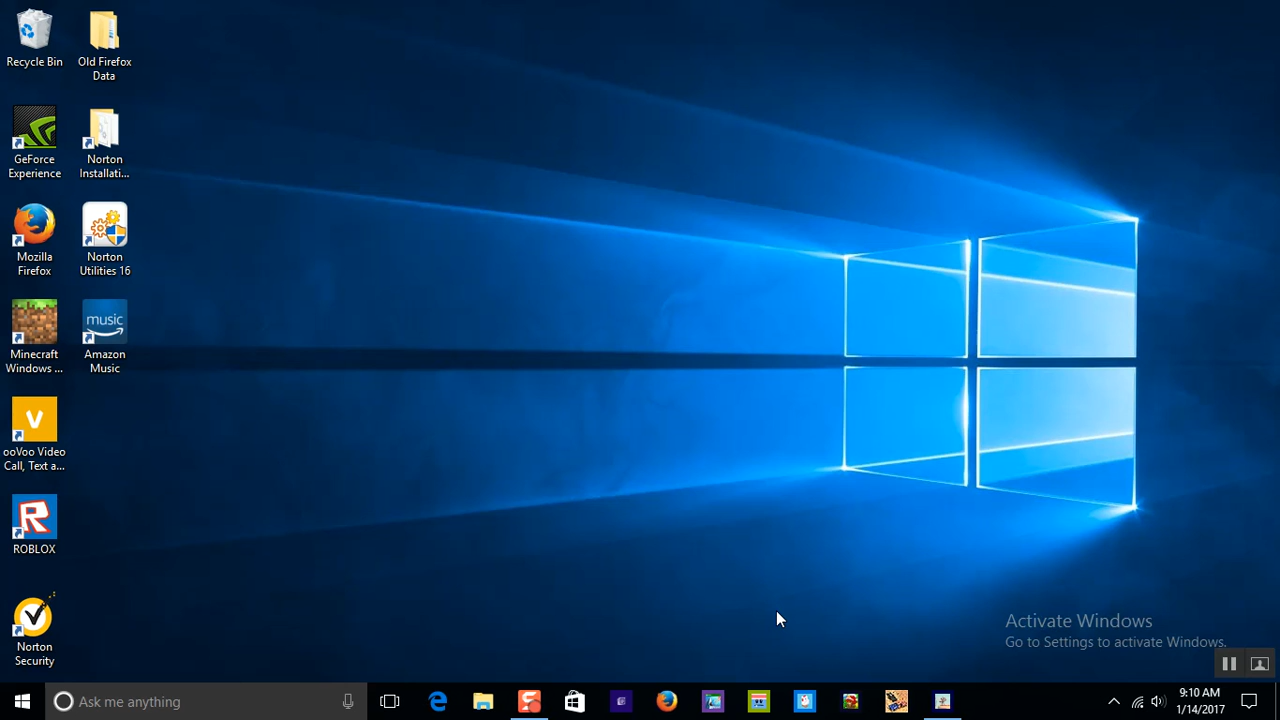 Recycle Bin
Old Firefox
Data
GeForce
Experience
Norton
Installati...
Mozilla
Firefox
Norton
Utilities 16
Minecraft
Windows ...
music
Amazon
Music
V
ooVoo Video
Call, Text a...
R
ROBLOX
Norton
Security
Activate Windows
Go to Settings to activate Windows.
Ask me anything
9:10 AM
1/14/2017